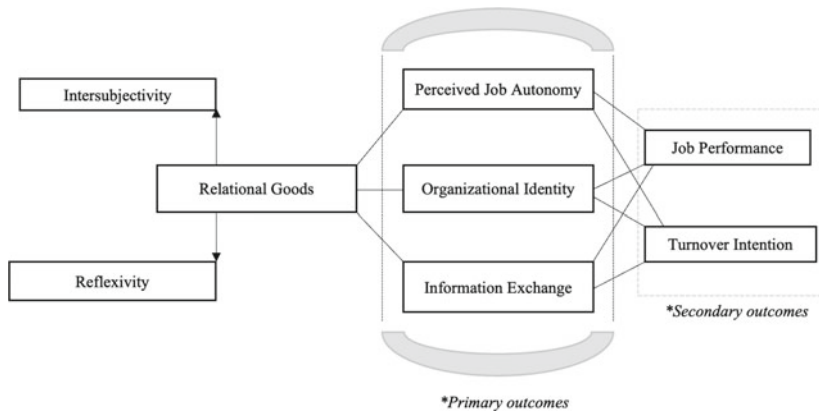 Intersubjectivity
Perceived Job Autonomy
Job Performance
Relational Goods
Organizational Identity
Turnover Intention
Reflexivity
Information Exchange
*Secondary outcomes
*Primary outcomes